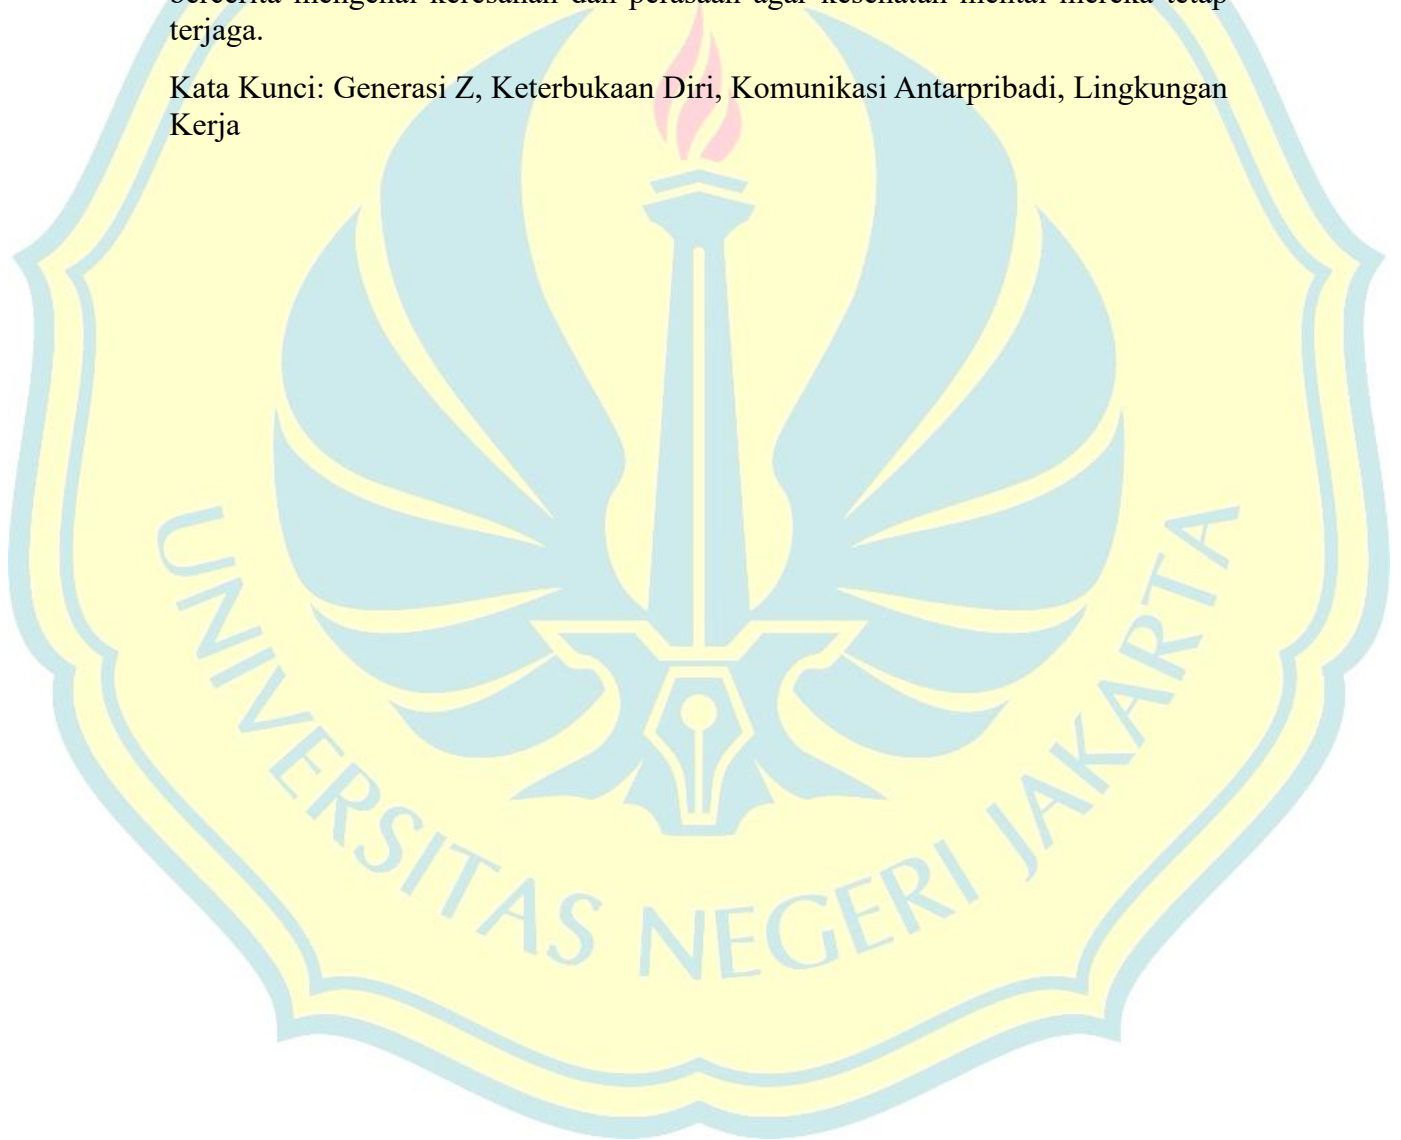 bercerita mengenai keresahan dan perasaan agar kesehatan mental mereka tetap
terjaga.
Kata Kunci: Generasi Z, Keterbukaan Diri, Komunikasi Antarpribadi, Lingkungan
Kerja
UNIVERSITAS NEGERI JAKARTA